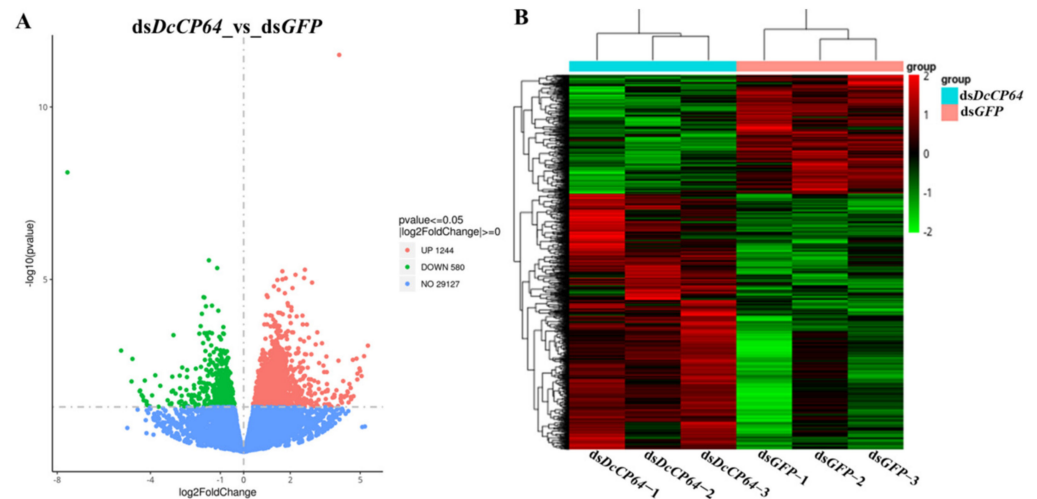 A
dsDcCP64_vs_dsGFP
10
5
-log10(pvalue)
-8
-4
-2
0
2
5
log2FoldChange
pvalue<=0.05
|log2FoldChange|>=0
UP 1244
DOWN 580
NO 29127
B
group
2
1
0
-1
-2
group
dsDcCP64
dsGFP
dsDcCP64-1
dsDcCP64-2
dsDcCP64-3
dsGFP-1
dsGFP-2
dsGFP-3